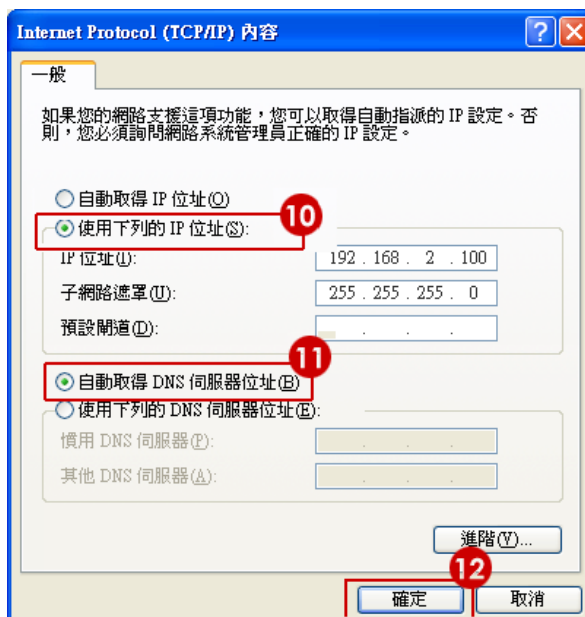 Internet Protocol (TCP/IP) 內容
一般
如果您的網路支援這項功能，您可以取得自動指派的 IP 設定。否
則，您必須詢問網路系統管理員正確的 IP 設定。
自動取得 IP 位址(O)
10
使用下列的 IP 位址(S):
IP 位址(I): 192 . 168 . 2 . 100
子網路遮罩(U): 255 . 255 . 255 . 0
預設閘道(D): . . .
11
自動取得 DNS 伺服器位址(B)
使用下列的 DNS 伺服器位址(E):
慣用 DNS 伺服器(P): . . .
其他 DNS 伺服器(A): . . .
進階(V)...
12
確定 取消